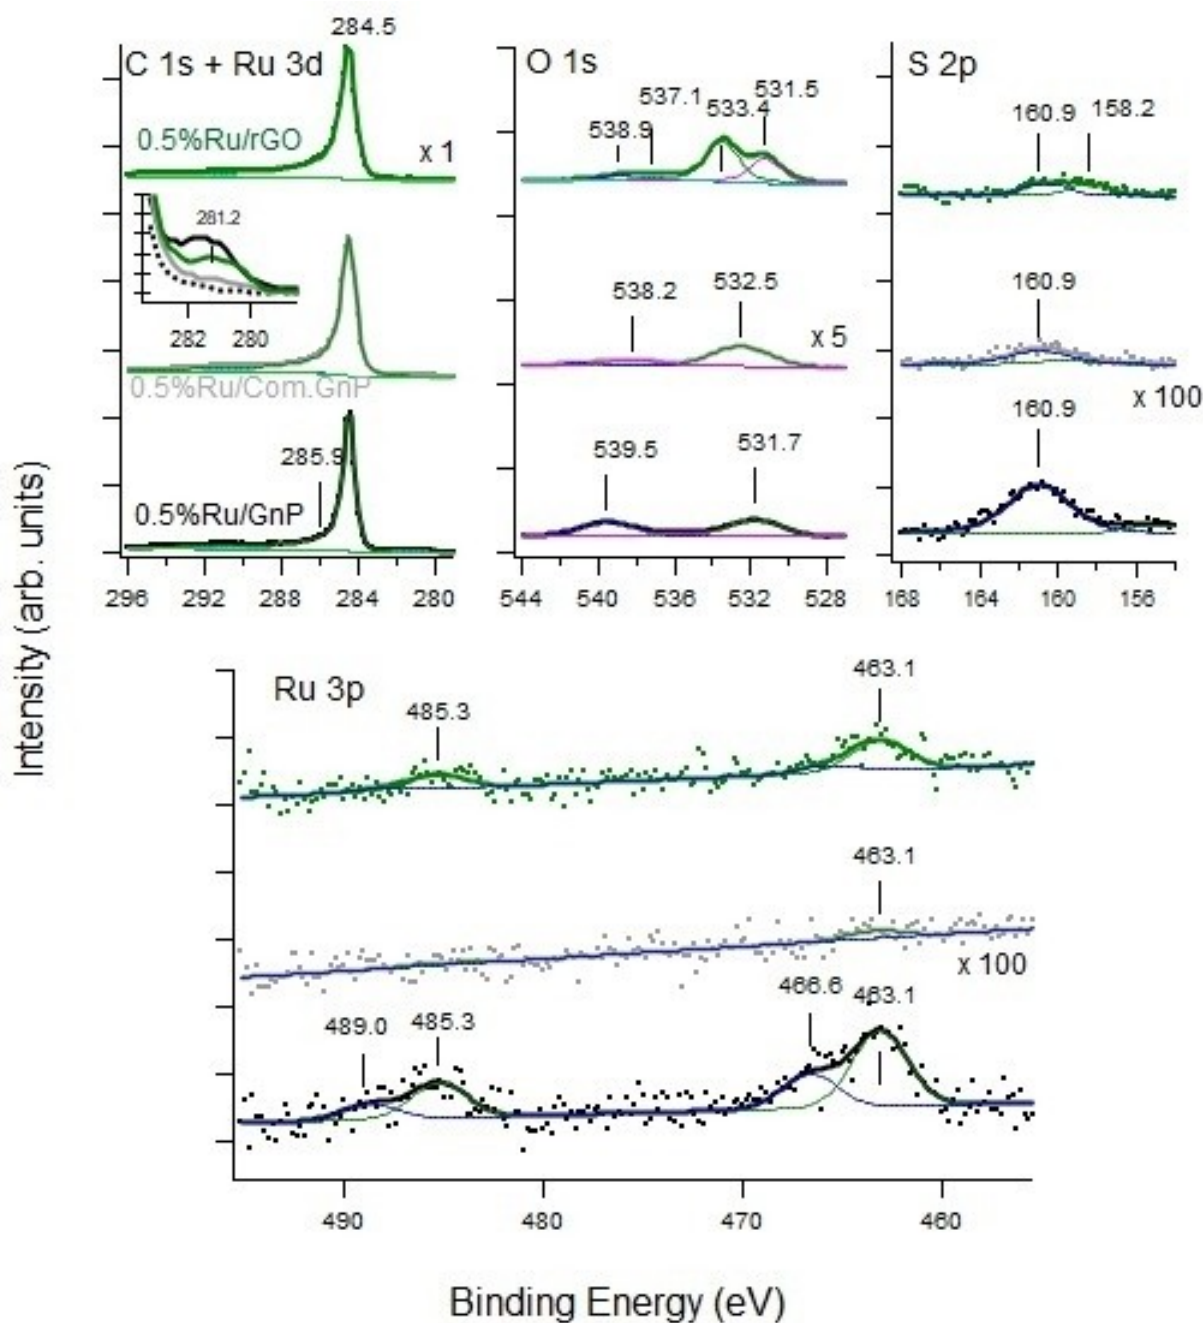 284.5
C 1s + Ru 3d
0.5%Ru/rGO
x 1
281.2
282 280
0.5%Ru/Com.GnP
285.9
0.5%Ru/GnP
296 292 288 284 280
O 1s
537.1 531.5
533.4
538.9
538.2 532.5
x 5
539.5 531.7
544 540 536 532 528
S 2p
160.9 158.2
160.9
x 100
160.9
168 164 160 156
Intensity (arb. units)
Ru 3p
485.3 463.1
463.1
x 100
489.0 485.3 466.6 463.1
490 480 470 460
Binding Energy (eV)